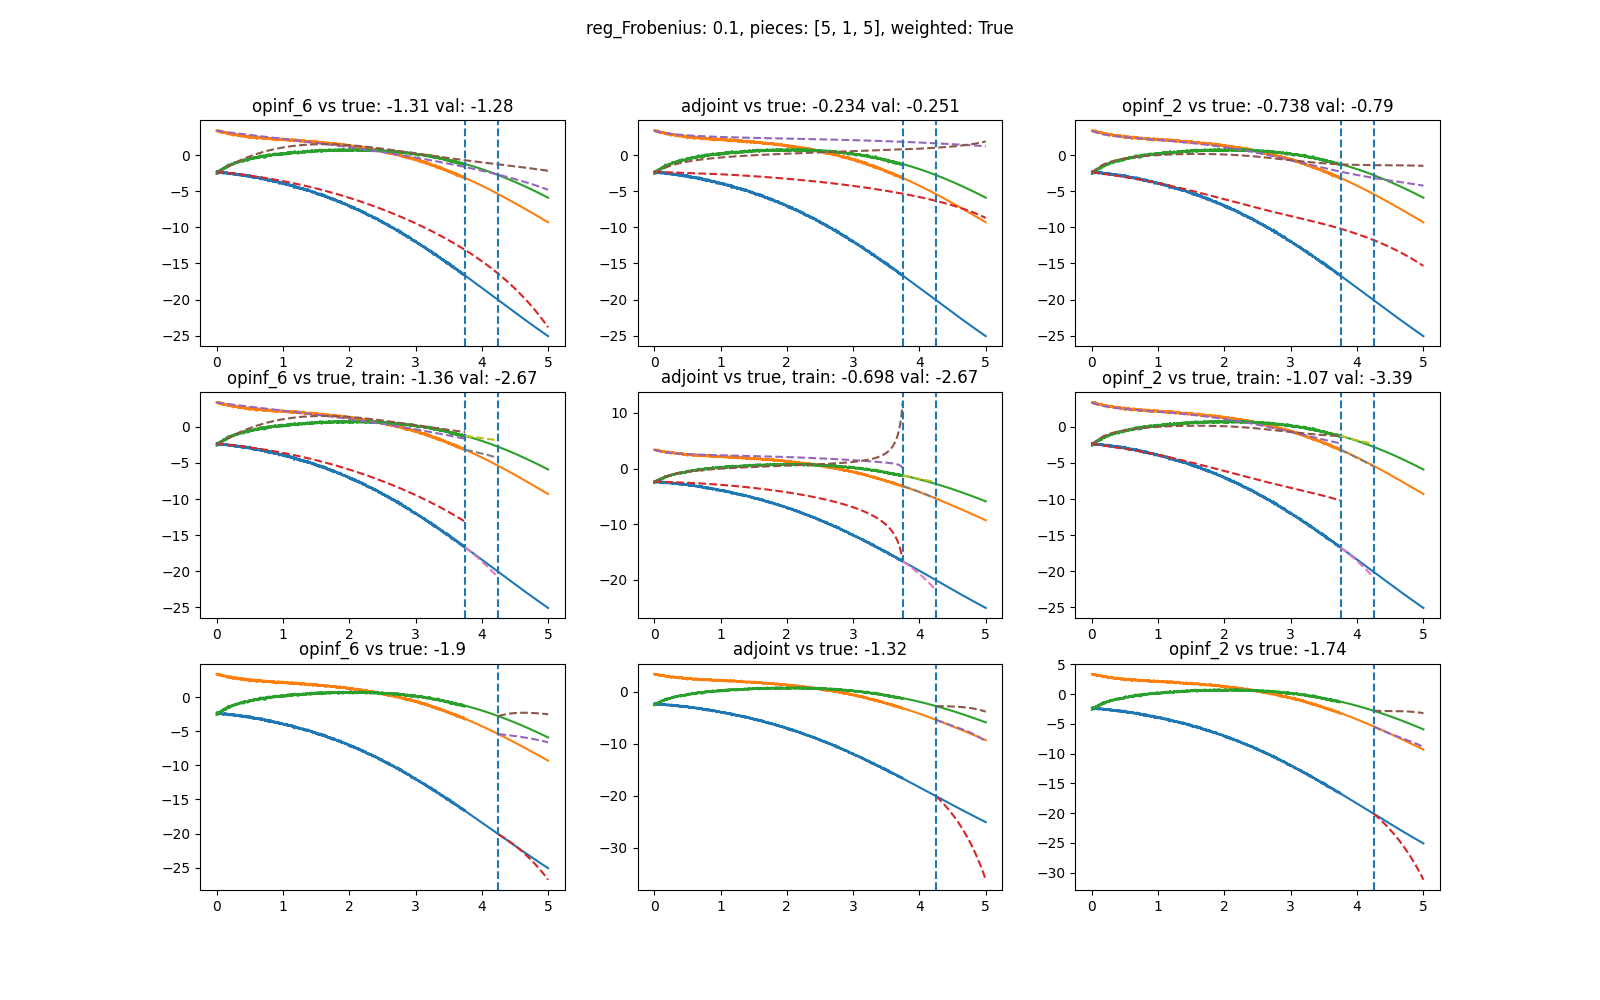 reg_Frobenius: 0.1, pieces: [5, 1, 5], weighted: True
opinf_6 vs true: -1.31 val: -1.28
adjoint vs true: -0.234 val: -0.251
opinf_2 vs true: -0.738 val: -0.79
0 0 0
−5 −5 −5
−10 −10 −10
−15 −15 −15
−20 −20 −20
−25 −25 −25
0 1 2 3 4 5 0 1 2 3 4 5 0 1 2 3 4 5
opinf_6 vs true, train: -1.36 val: -2.67
adjoint vs true, train: -0.698 val: -2.67
opinf_2 vs true, train: -1.07 val: -3.39
0 10 0
−5 0 −5
−10 −10 −10
−15 −20 −15
−20 −20
−25 −25
0 1 2 3 4 5 0 1 2 3 4 5 0 1 2 3 4 5
opinf_6 vs true: -1.9
adjoint vs true: -1.32
opinf_2 vs true: -1.74
0 0 5
−5 −10 0
−10 −20 −5
−15 −30 −10
−20 −15
−25 −20
−25
−30
0 1 2 3 4 5 0 1 2 3 4 5 0 1 2 3 4 5